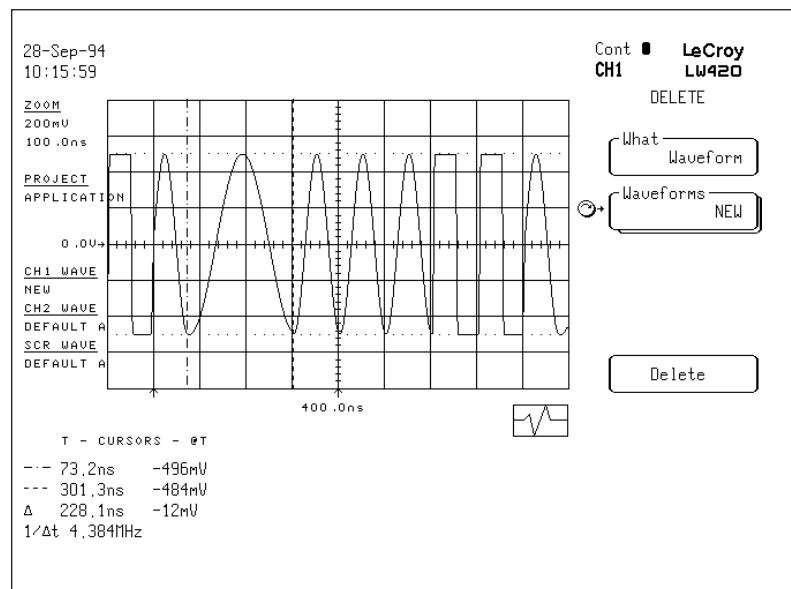 28-Sep-94
10:15:59
Cont LeCroy
CH1 LW420
DELETE
ZOOM
200mV
100.0ns
PROJECT
APPLICATION
0.0V
CH1 WAVE
NEW
CH2 WAVE
DEFAULT A
SCR WAVE
DEFAULT A
What
Waveform
Waveforms
NEW
Delete
400.0ns
T - CURSORS - @T
73.2ns -496mV
301.3ns -484mV
Δ 228.1ns -12mV
1/Δt 4.384MHz